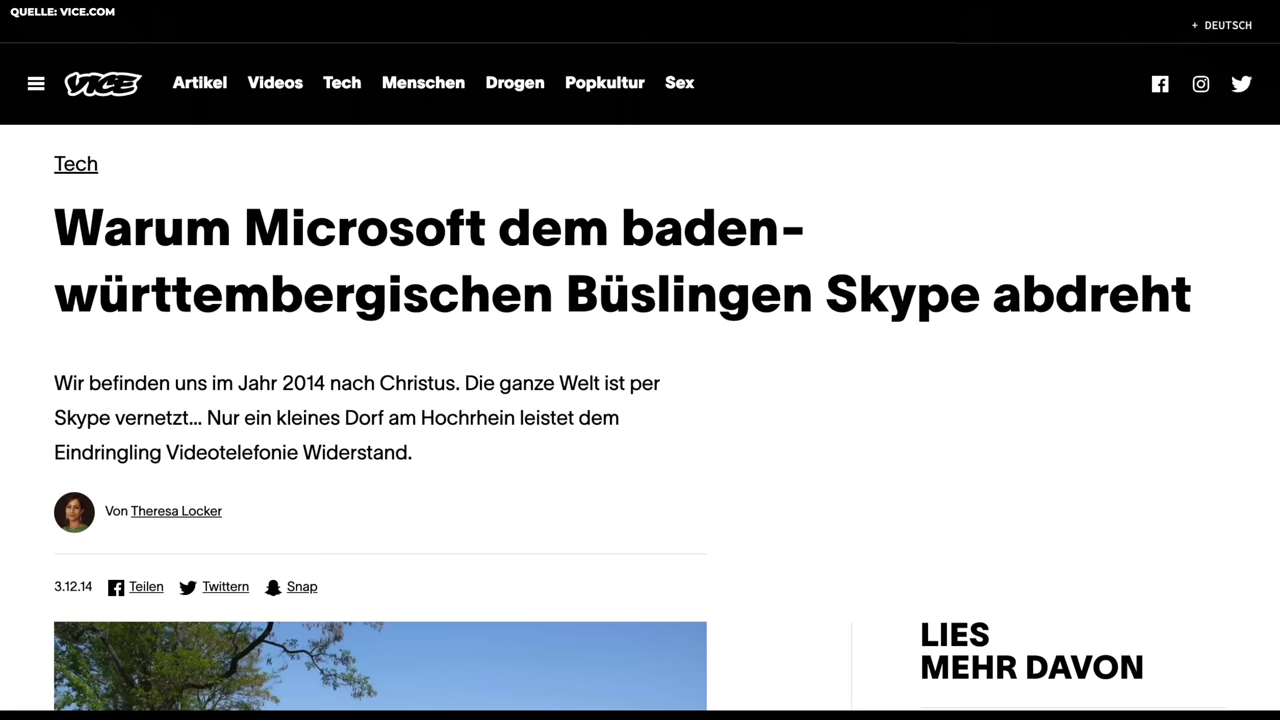 QUELLE: VICE.COM
+ DEUTSCH
VICE Artikel Videos Tech Menschen Drogen Popkultur Sex
Tech
Warum Microsoft dem baden-
württembergischen Büslingen Skype abdreht
Wir befinden uns im Jahr 2014 nach Christus. Die ganze Welt ist per
Skype vernetzt... Nur ein kleines Dorf am Hochrhein leistet dem
Eindringling Videotelefonie Widerstand.
Von Theresa Locker
3.12.14 Teilen Twittern Snap
LIES
MEHR DAVON